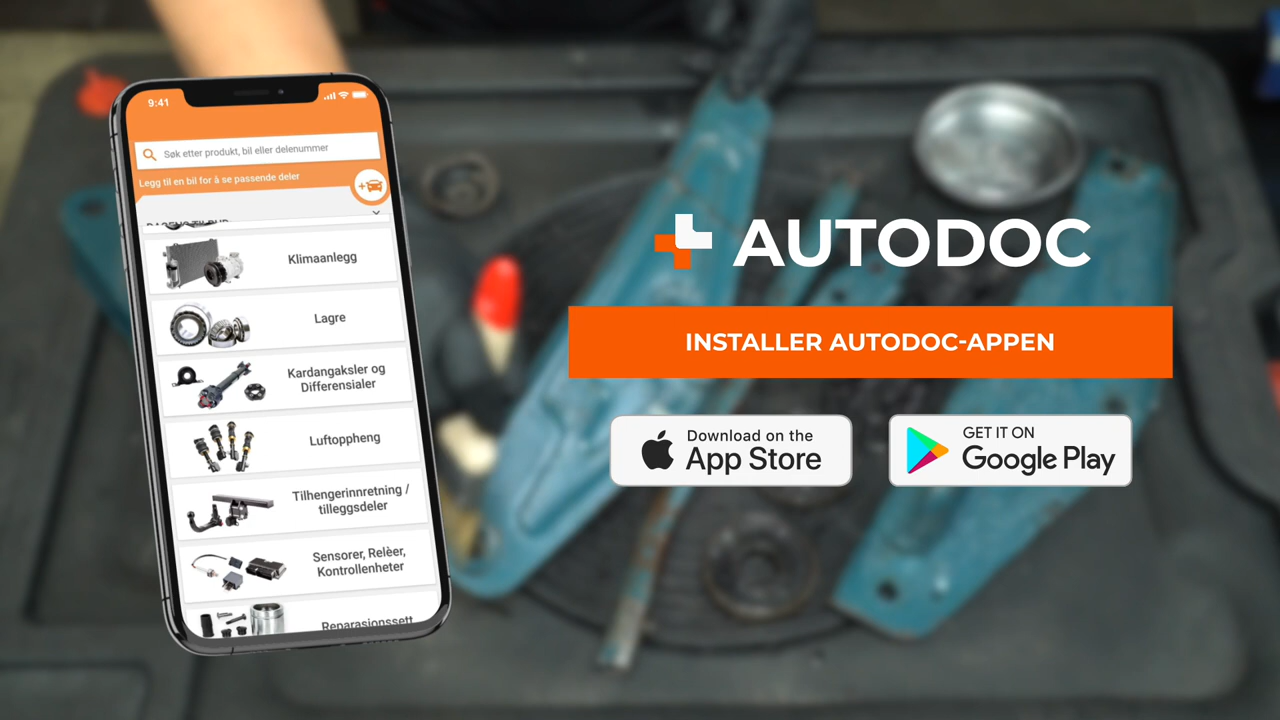 9:41
Søk etter produkt, bil eller delenummer
Legg til en bil for å se passende deler
Klimaanlegg
Lagre
Kardangaksler og
Differensialer
Luftoppheng
Tilhengerinnretning /
tilleggsdeler
Sensorer, Relèer,
Kontrollenheter
Reparasjonssett
AUTODOC
INSTALLER AUTODOC-APPEN
Download on the
App Store
GET IT ON
Google Play